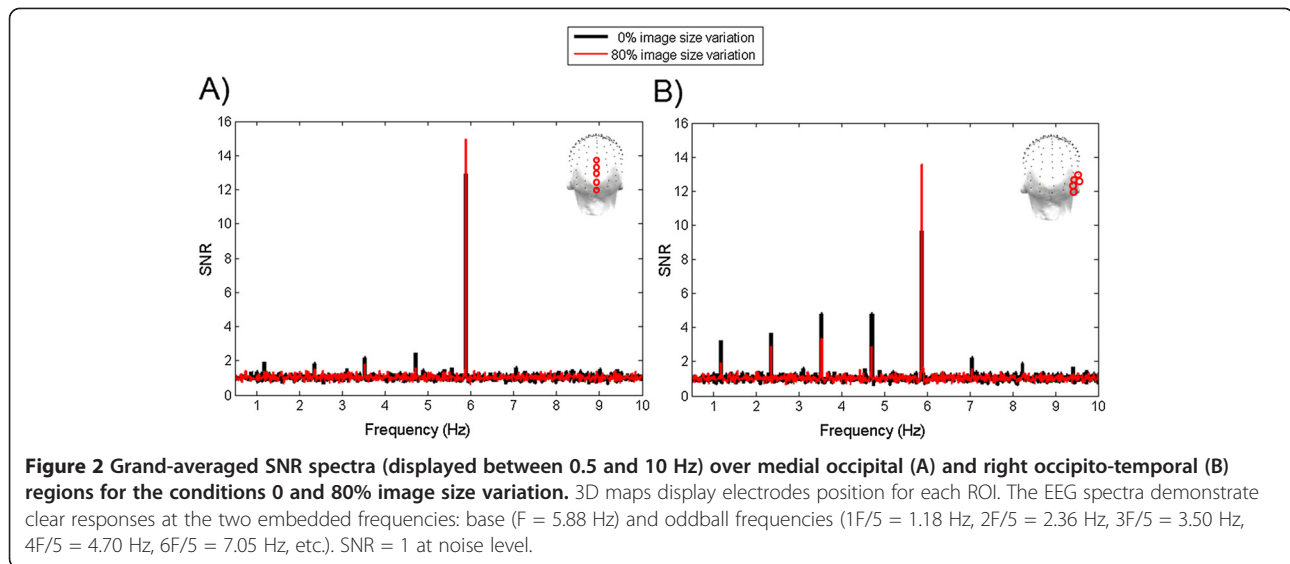 0% image size variation
80% image size variation
A)
B)
16
14
12
10
8
6
4
2
0
SNR
1 2 3 4 5 6 7 8 9 10
Frequency (Hz)
16
14
12
10
8
6
4
2
0
SNR
1 2 3 4 5 6 7 8 9 10
Frequency (Hz)
Figure 2 Grand-averaged SNR spectra (displayed between 0.5 and 10 Hz) over medial occipital (A) and right occipito-temporal (B)
regions for the conditions 0 and 80% image size variation. 3D maps display electrodes position for each ROI. The EEG spectra demonstrate
clear responses at the two embedded frequencies: base (F = 5.88 Hz) and oddball frequencies (1F/5 = 1.18 Hz, 2F/5 = 2.36 Hz, 3F/5 = 3.50 Hz,
4F/5 = 4.70 Hz, 6F/5 = 7.05 Hz, etc.). SNR = 1 at noise level.